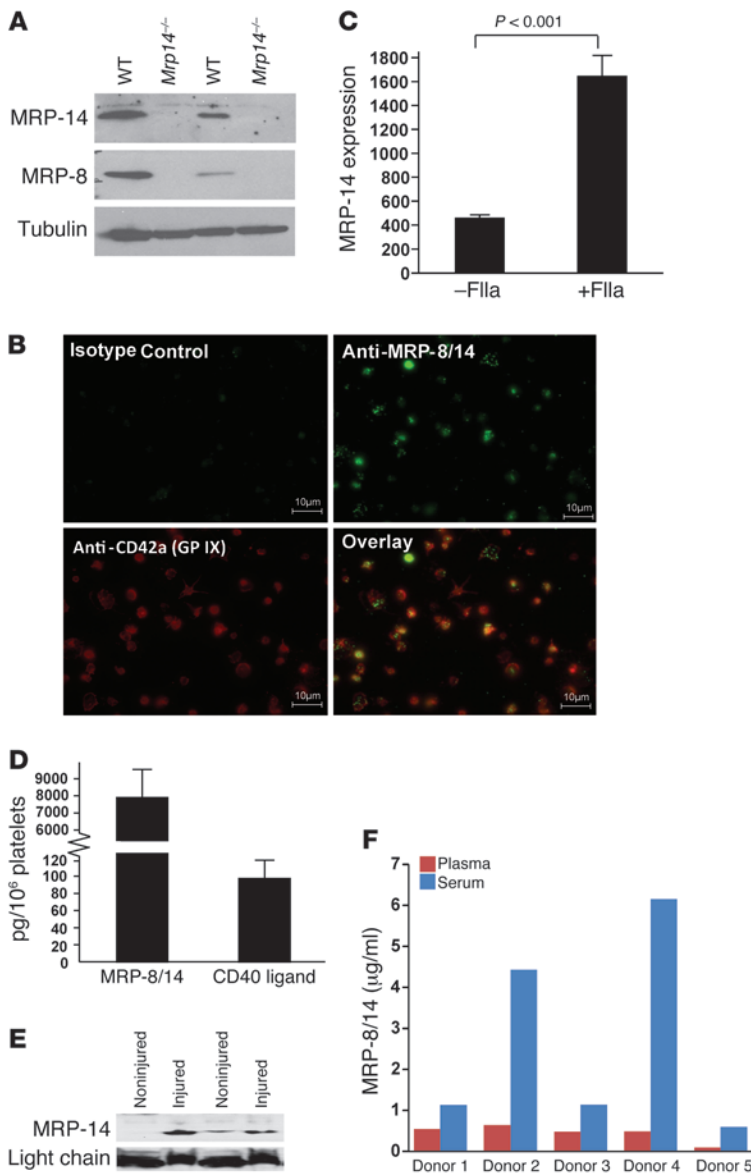 A
WT
Mrp14-/-
WT
Mrp14-/-
MRP-14
MRP-8
Tubulin
C
P < 0.001
MRP-14 expression
1800
1600
1400
1200
1000
800
600
400
200
0
–FIIa
+FIIa
B
Isotype Control
10μm
Anti-MRP-8/14
10μm
Anti-CD42a (GP IX)
10μm
Overlay
10μm
D
pg/10⁶ platelets
9000
8000
7000
6000
120
100
80
60
40
20
0
MRP-8/14
CD40 ligand
E
Noninjured
Injured
Noninjured
Injured
MRP-14
Light chain
F
Plasma
Serum
MRP-8/14 (μg/ml)
7
6
5
4
3
2
1
0
Donor 1
Donor 2
Donor 3
Donor 4
Donor 5